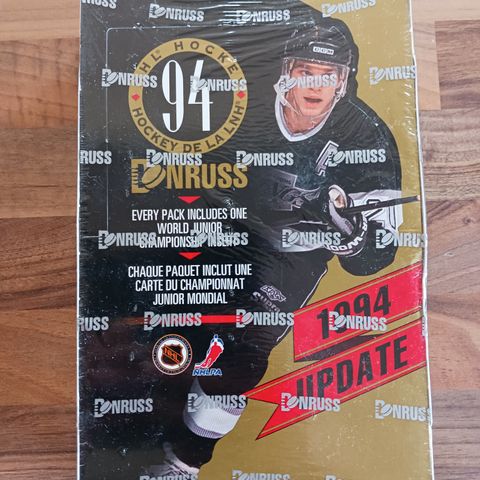 NHL HOCKEY
94
HOCKEY DE LA LNH
DONRUSS
EVERY PACK INCLUDES ONE
WORLD JUNIOR
CHAMPIONSHIP INSERT!
CHAQUE PAQUET INCLUT UNE
CARTE DU CHAMPIONNAT
JUNIOR MONDIAL
NHL
NHLPA
1994
UPDATE